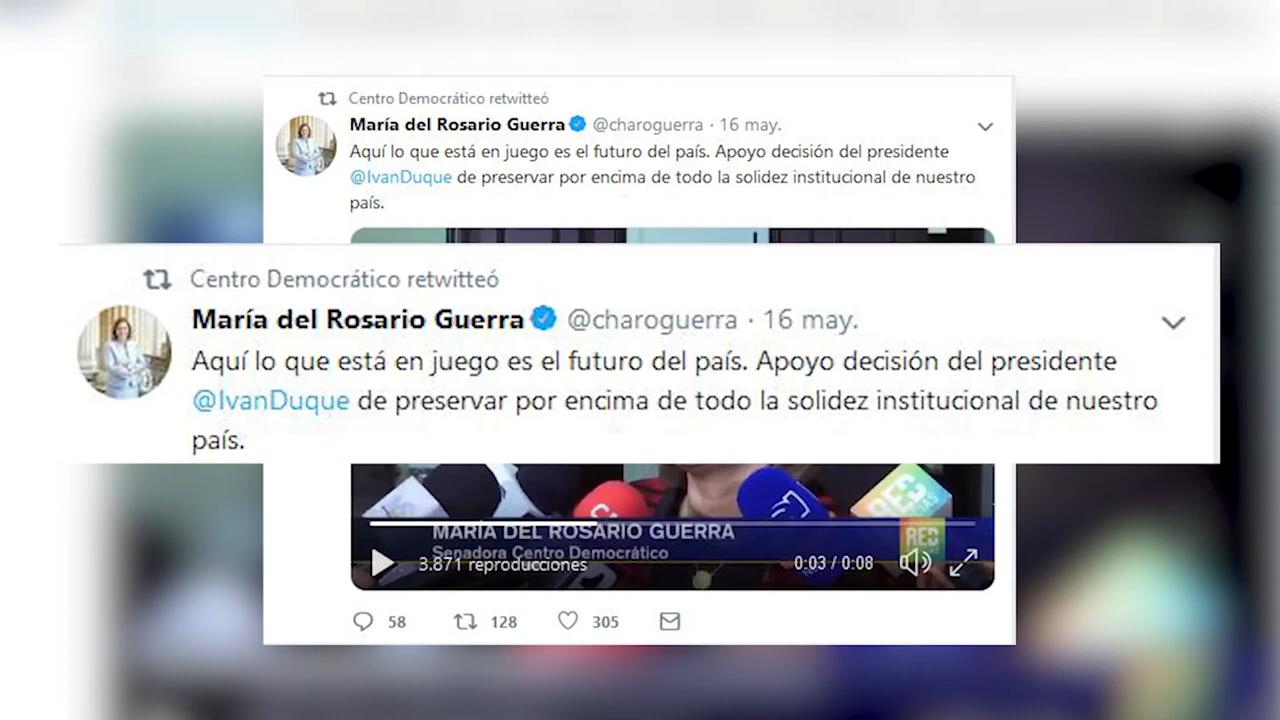 Centro Democrático retwitteó
María del Rosario Guerra @charoguerra · 16 may.
Aquí lo que está en juego es el futuro del país. Apoyo decisión del presidente
@IvanDuque de preservar por encima de todo la solidez institucional de nuestro
país.
Centro Democrático retwitteó
María del Rosario Guerra @charoguerra · 16 may.
Aquí lo que está en juego es el futuro del país. Apoyo decisión del presidente
@IvanDuque de preservar por encima de todo la solidez institucional de nuestro
país.
RED
MARÍA DEL ROSARIO GUERRA
RED
Senadora Centro Democrático
3.871 reproducciones
0:03 / 0:08
58 128 305